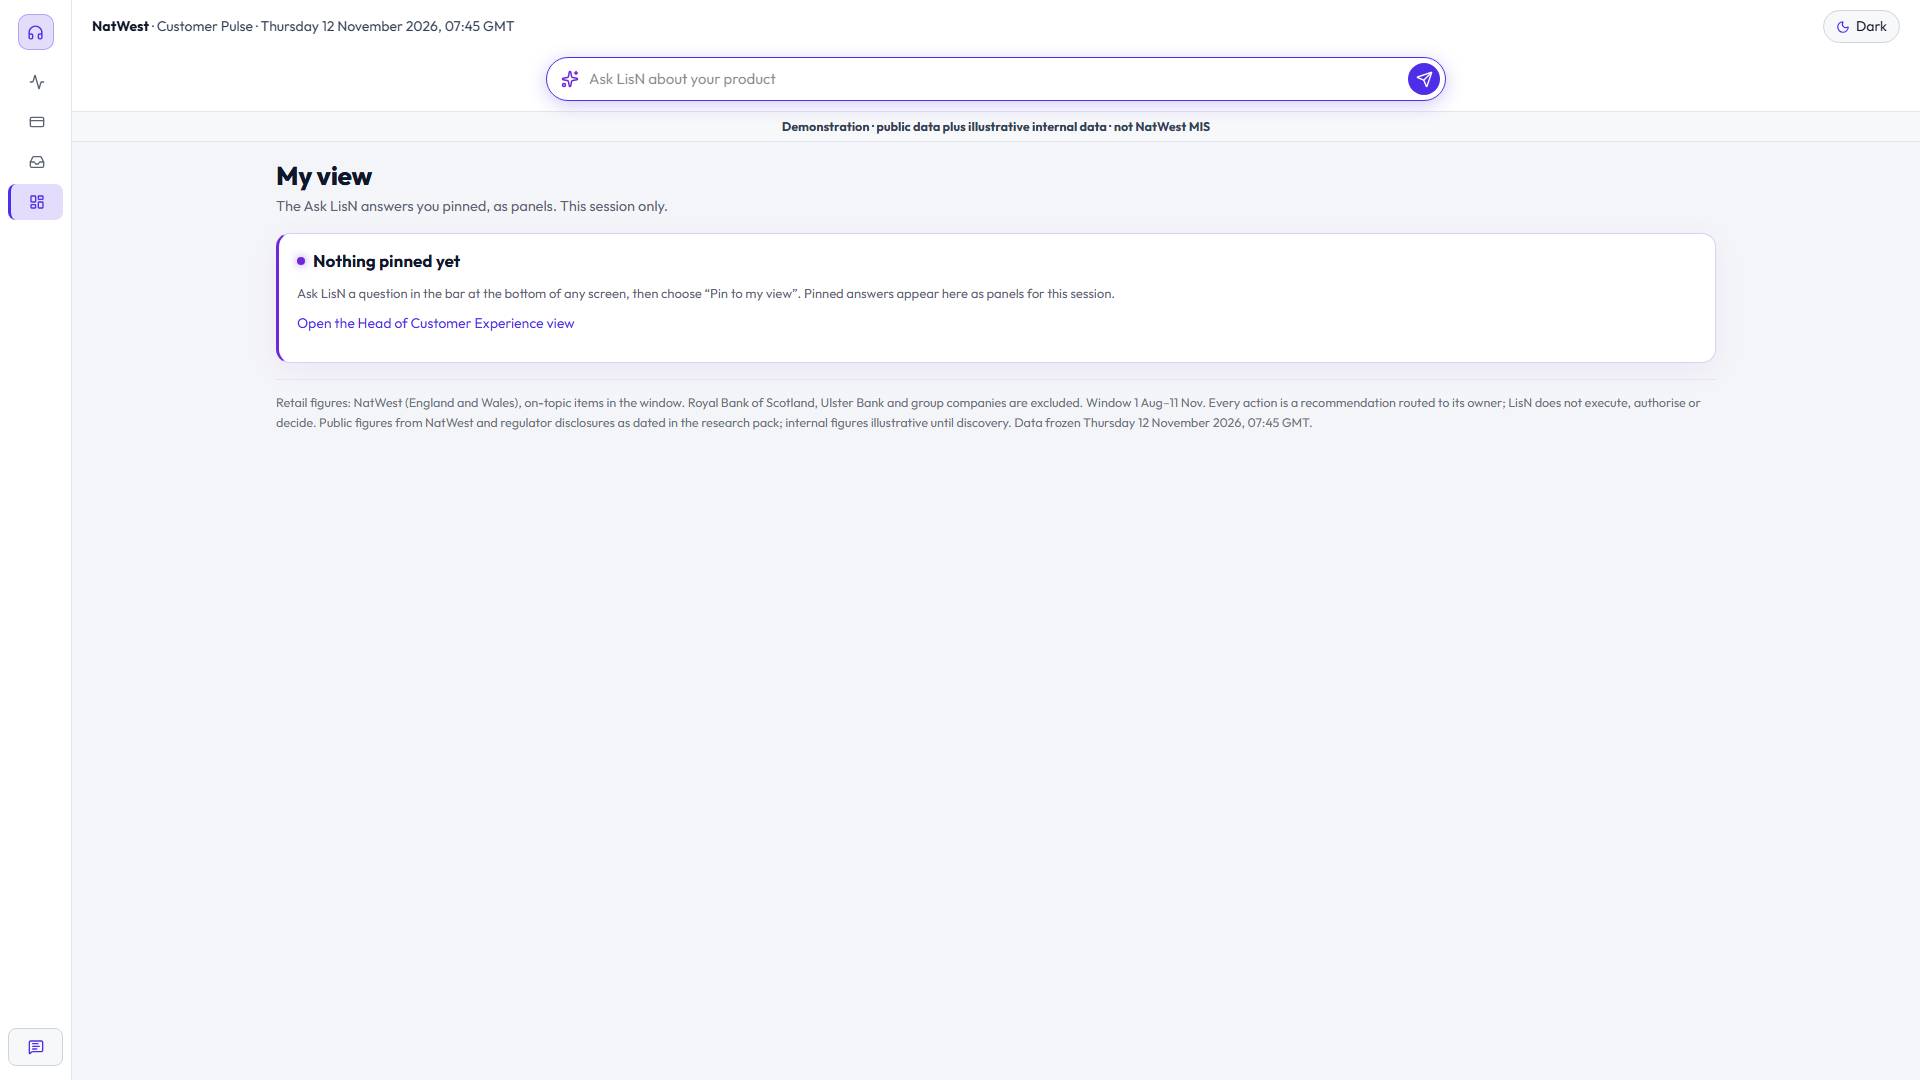 NatWest · Customer Pulse · Thursday 12 November 2026, 07:45 GMT
Dark
Ask LisN about your product
Demonstration · public data plus illustrative internal data · not NatWest MIS
My view
The Ask LisN answers you pinned, as panels. This session only.
Nothing pinned yet
Ask LisN a question in the bar at the bottom of any screen, then choose “Pin to my view”. Pinned answers appear here as panels for this session.
Open the Head of Customer Experience view
Retail figures: NatWest (England and Wales), on-topic items in the window. Royal Bank of Scotland, Ulster Bank and group companies are excluded. Window 1 Aug–11 Nov. Every action is a recommendation routed to its owner; LisN does not execute, authorise or
decide. Public figures from NatWest and regulator disclosures as dated in the research pack; internal figures illustrative until discovery. Data frozen Thursday 12 November 2026, 07:45 GMT.